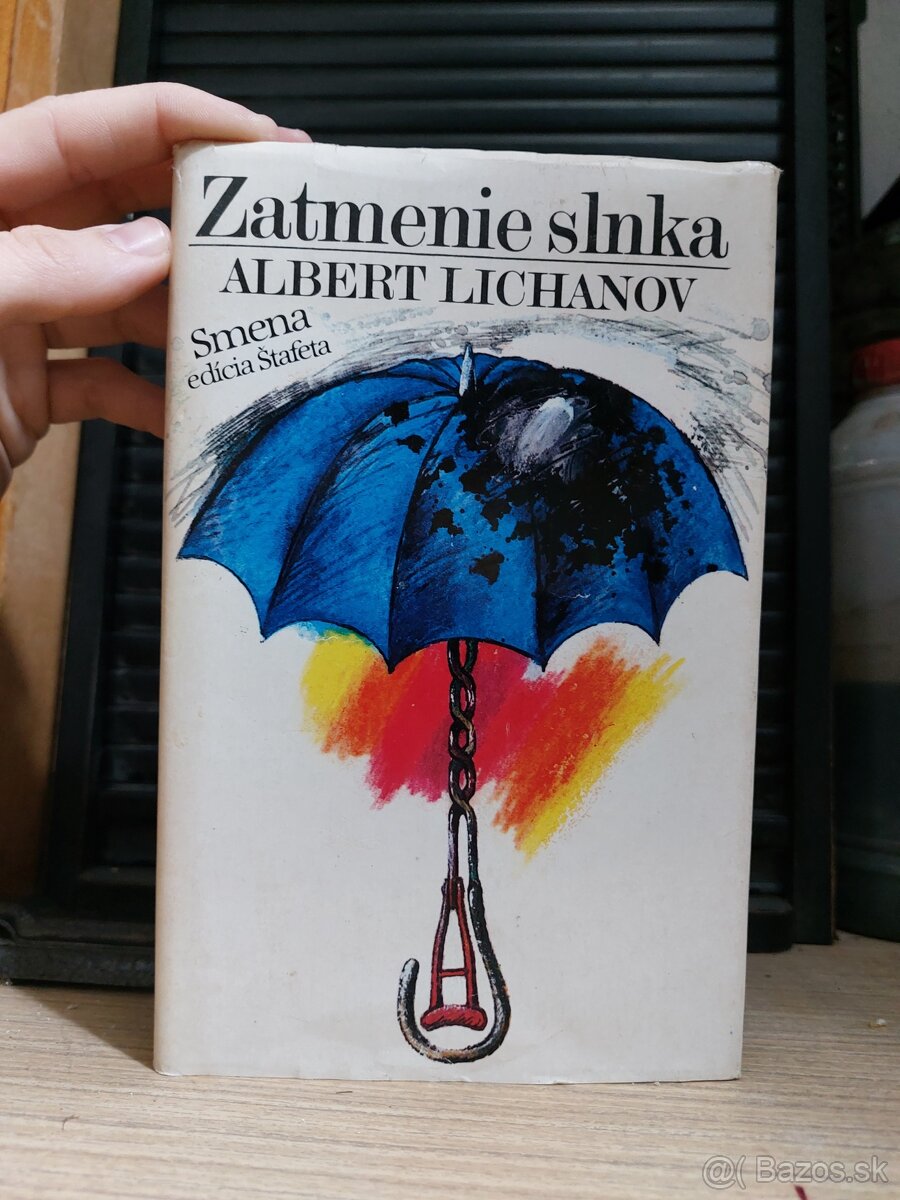 Zatmenie slnka
ALBERT LICHANOV
Smena
edícia Štafeta
@( Bazos.sk